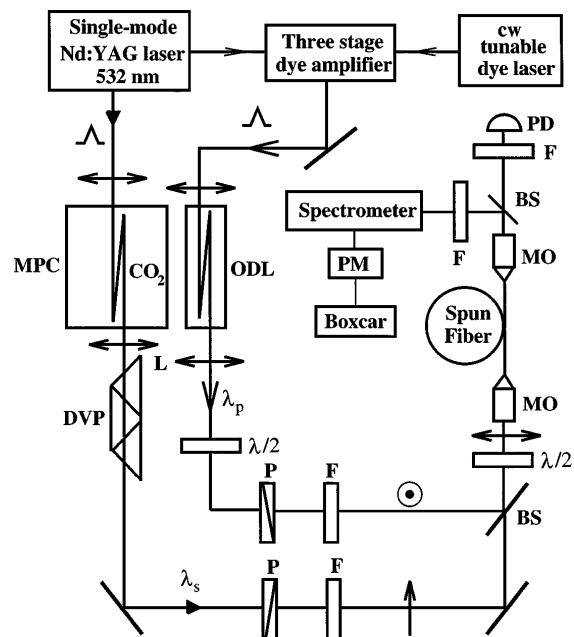 Single-mode
Nd:YAG laser
532 nm
Three stage
dye amplifier
cw
tunable
dye laser
PD
F
BS
Spectrometer
F
MO
MPC
CO₂
ODL
PM
Boxcar
Spun
Fiber
L
DVP
λₚ
MO
λ/2
λ/2
P
F
BS
λₛ
P
F